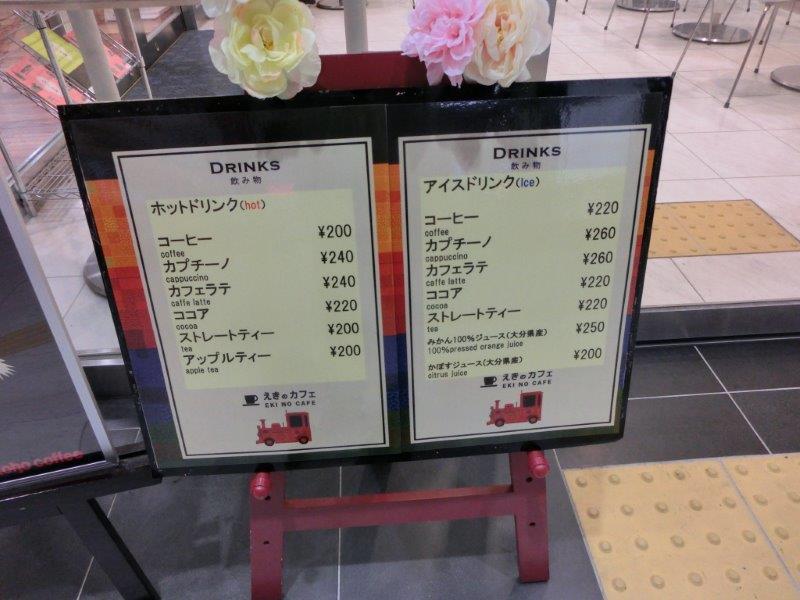 DRINKS
飲み物
ホットドリンク(hot)
コーヒー ¥200
coffee
カプチーノ ¥240
cappuccino
カフェラテ ¥240
caffe latte
ココア ¥220
cocoa
ストレートティー ¥200
tea
アップルティー ¥200
apple tea
えきのカフェ
EKI NO CAFE
DRINKS
飲み物
アイスドリンク(Ice)
コーヒー ¥220
coffee
カプチーノ ¥260
cappuccino
カフェラテ ¥260
caffe latte
ココア ¥220
cocoa
ストレートティー ¥220
tea
みかん100%ジュース(大分県産) ¥250
100%pressed orange juice
かぼすジュース(大分県産) ¥200
citrus juice
えきのカフェ
EKI NO CAFE
coffee